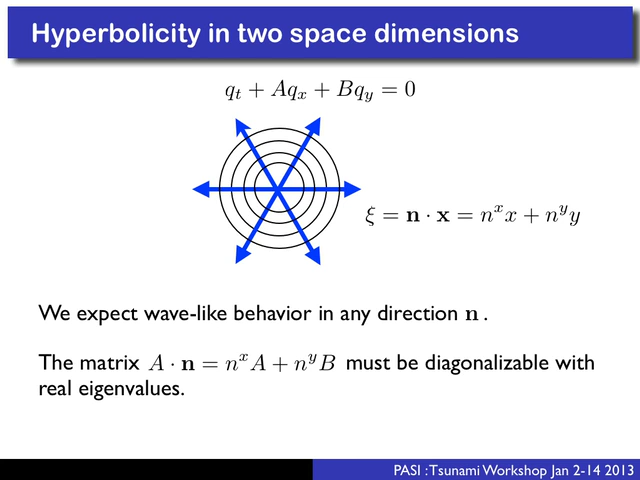 Hyperbolicity in two space dimensions
q_t + Aq_x + Bq_y = 0
ξ = n · x = n^x x + n^y y
We expect wave-like behavior in any direction n .
The matrix A · n = n^x A + n^y B must be diagonalizable with
real eigenvalues.
PASI : Tsunami Workshop Jan 2-14 2013